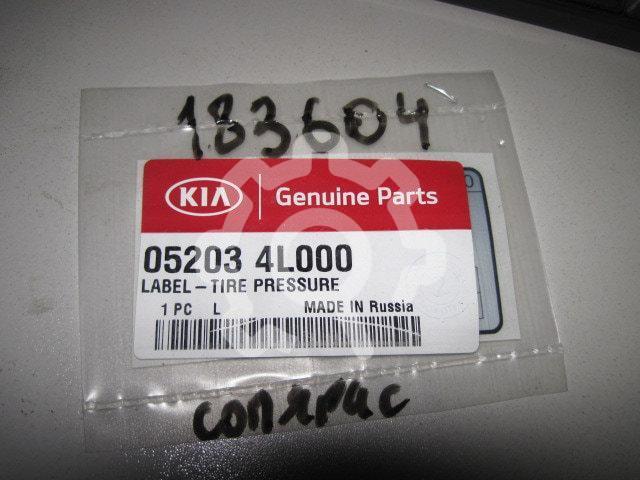 183604
KIA Genuine Parts
05203 4L000
LABEL-TIRE PRESSURE
1 PC L MADE IN Russia
солярис